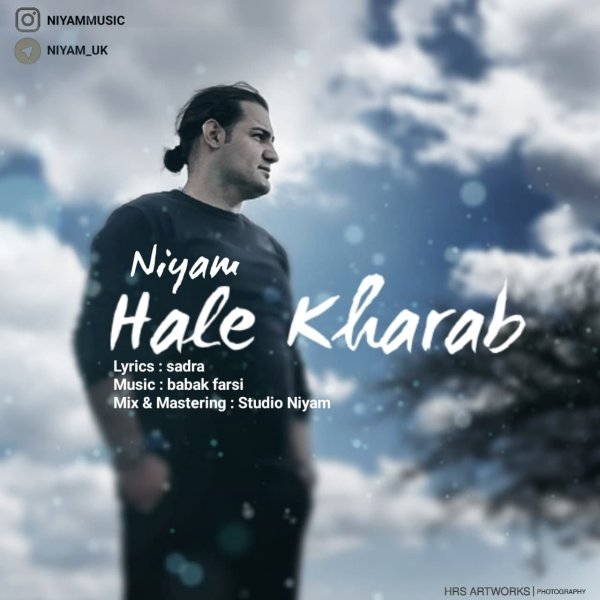 NIYAMMUSIC
NIYAM_UK
Niyam
Hale Kharab
Lyrics : sadra
Music : babak farsi
Mix & Mastering : Studio Niyam
HRS ARTWORKS | PHOTOGRAPHY